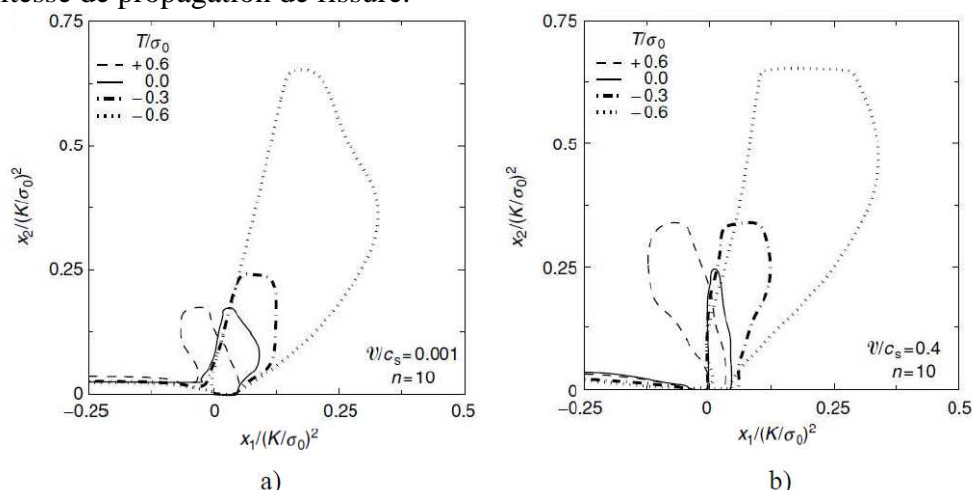 itesse de propagation de fissure.
T/σ₀
+ 0.6
0.0
− 0.3
− 0.6
0.75
0.5
0.25
0
x₂/(K/σ₀)²
𝒱/cₛ=0.001
n=10
−0.25
0
0.25
0.5
x₁/(K/σ₀)²
a)
T/σ₀
+ 0.6
0.0
− 0.3
− 0.6
0.75
0.5
0.25
0
x₂/(K/σ₀)²
𝒱/cₛ=0.4
n=10
−0.25
0
0.25
0.5
x₁/(K/σ₀)²
b)